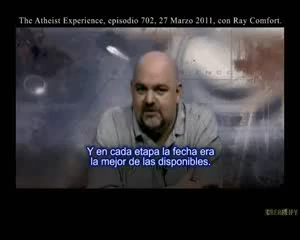 The Atheist Experience, episodio 702, 27 Marzo 2011, con Ray Comfort.
Y en cada etapa la fecha era
la mejor de las disponibles.